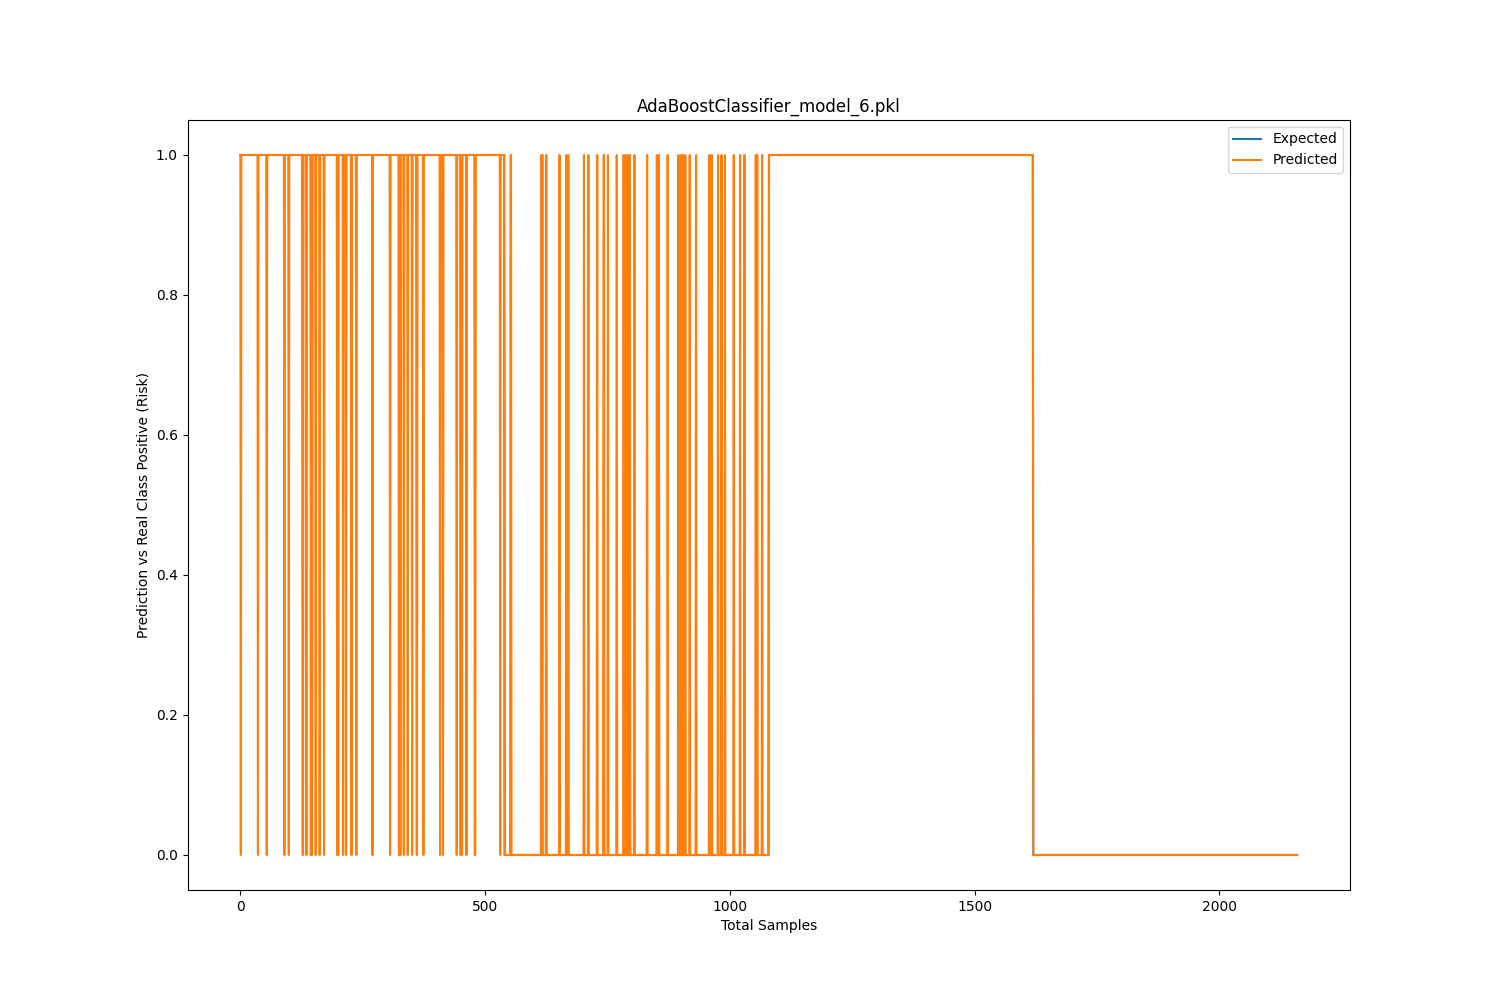 AdaBoostClassifier_model_6.pkl
Expected
Predicted
1.0
0.8
0.6
0.4
0.2
0.0
Prediction vs Real Class Positive (Risk)
0 500 1000 1500 2000
Total Samples